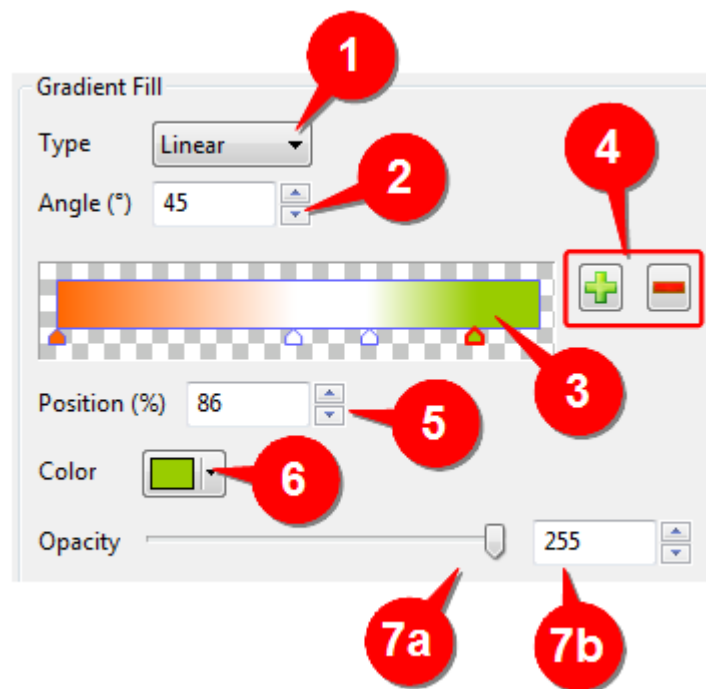 1
Gradient Fill
Type Linear
4
2
Angle (°) 45
3
Position (%) 86
5
Color
6
Opacity 255
7a 7b